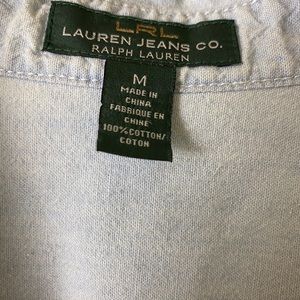 LRL
LAUREN JEANS CO.
RALPH LAUREN
M
MADE IN
CHINA
FABRIQUE EN
CHINE
100%COTTON/
COTON